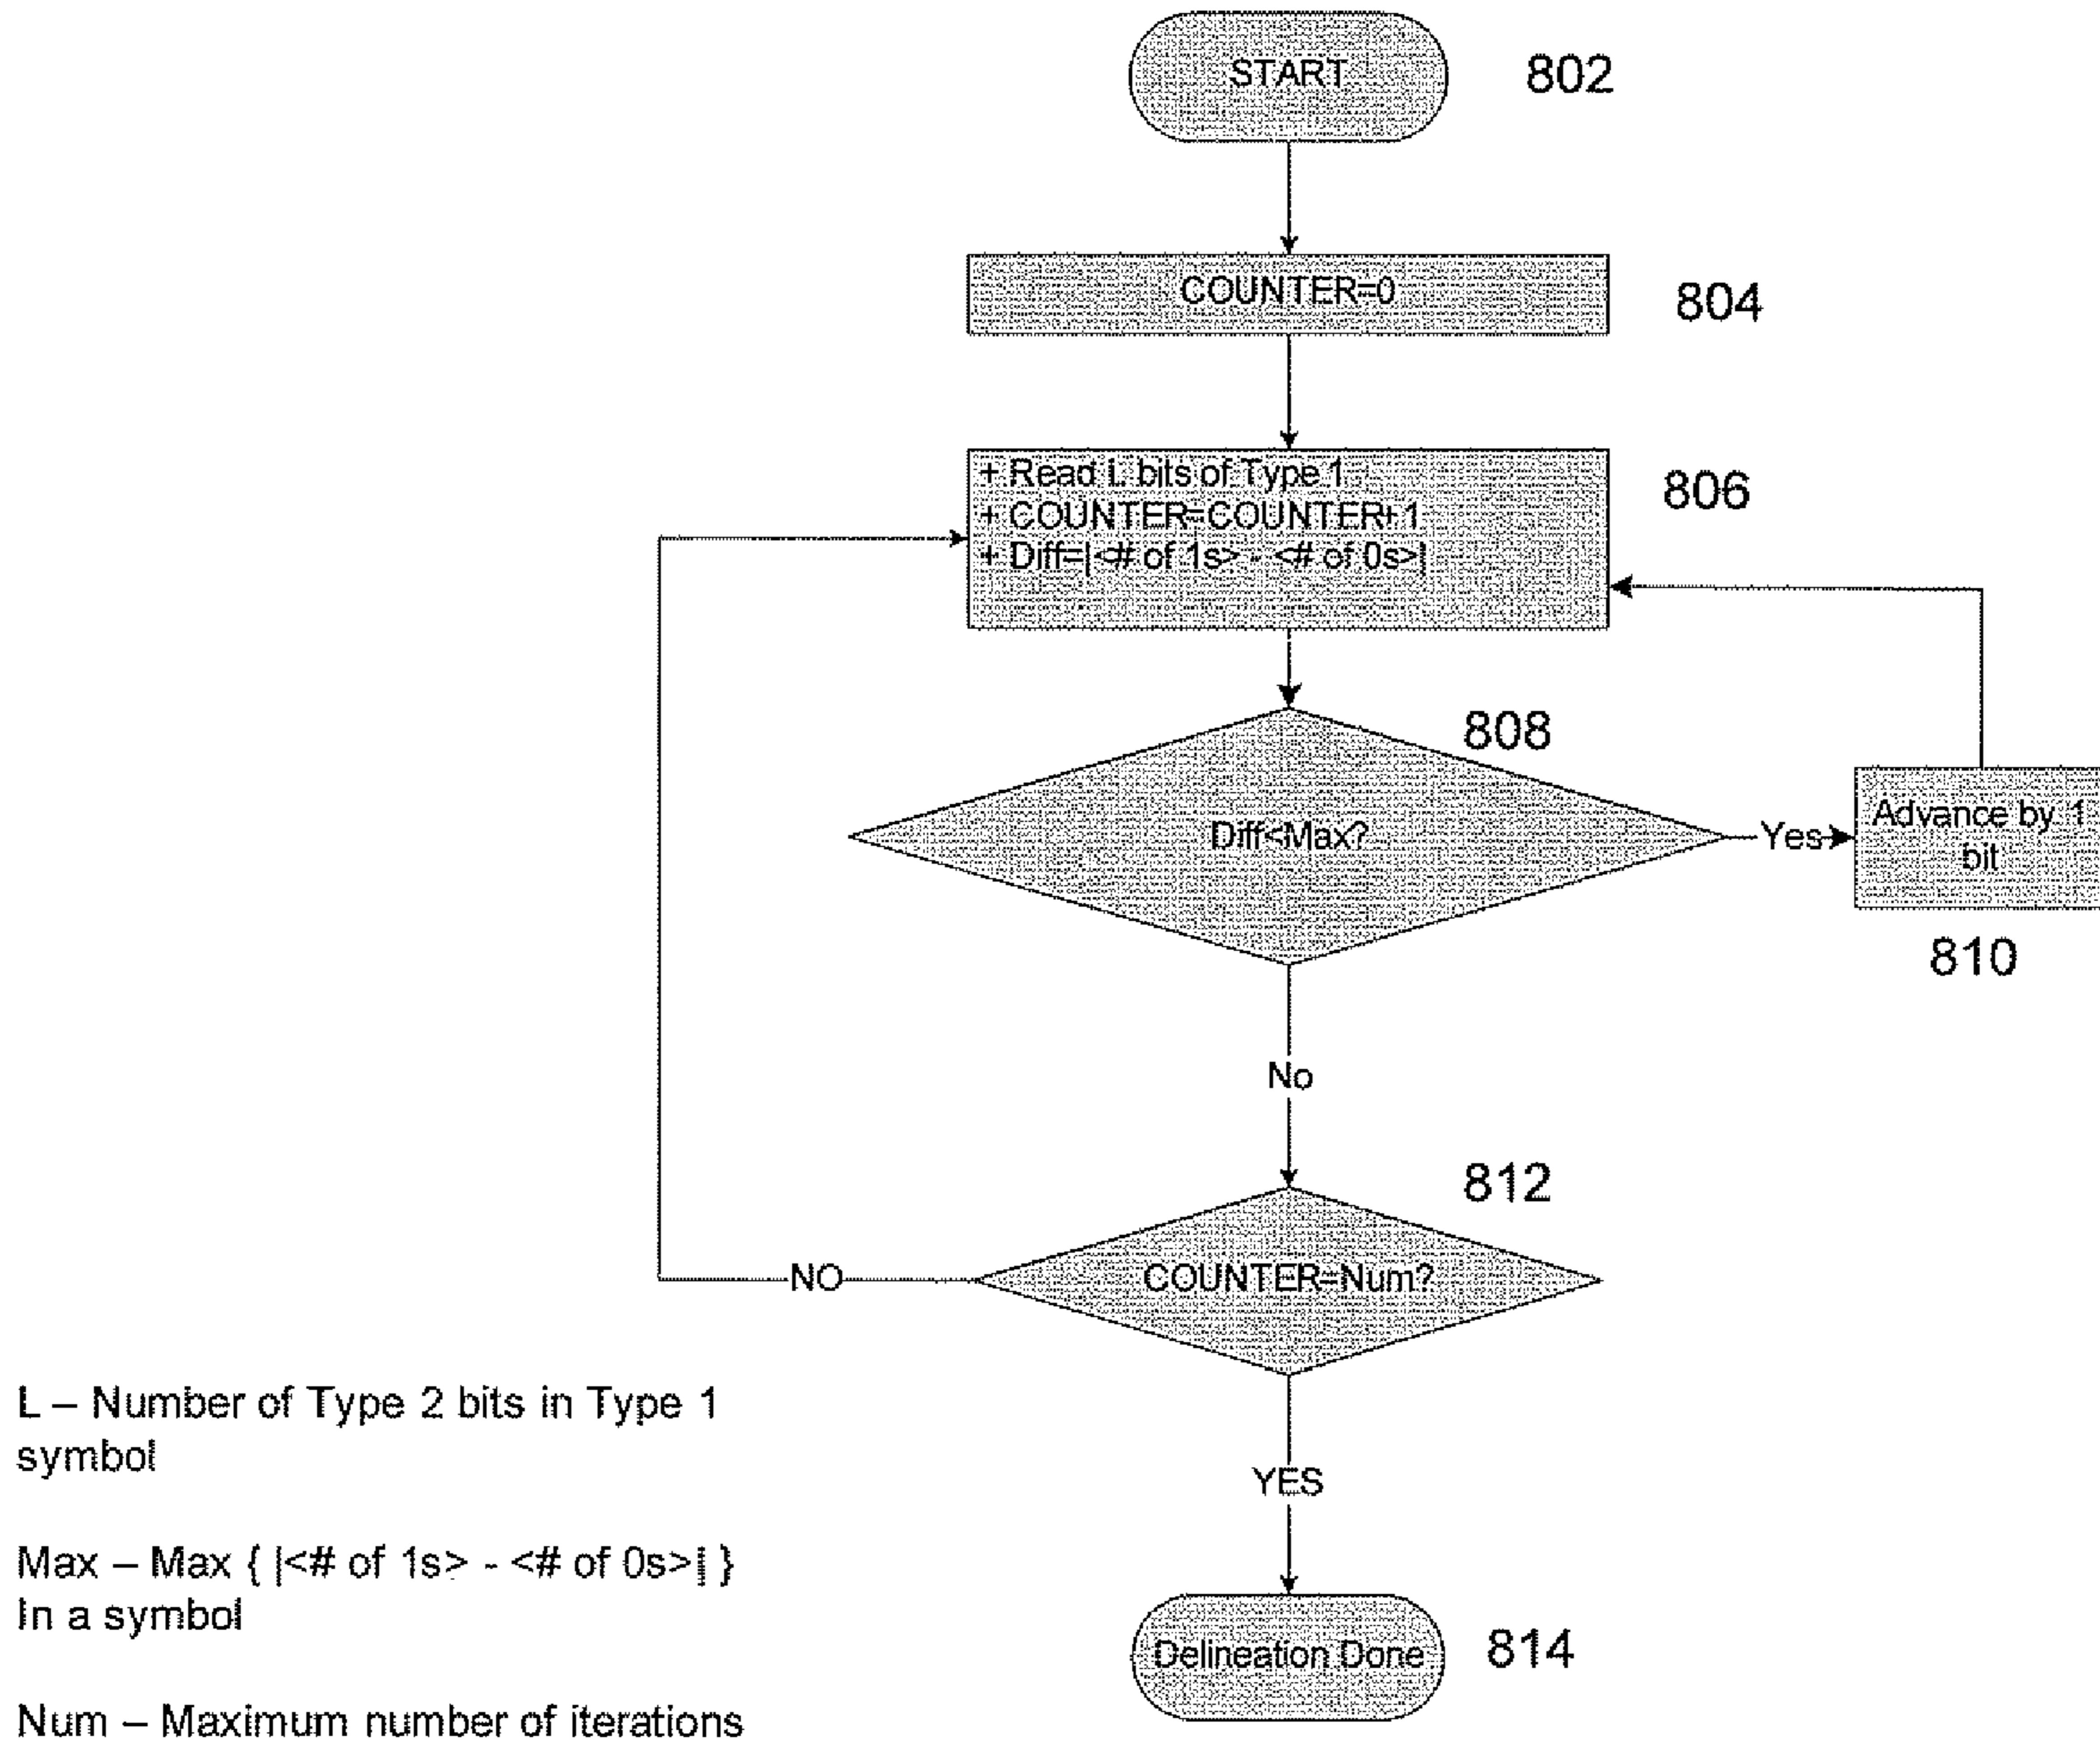 START
802
COUNTER=0
804
+ Read L bits of Type 1
+ COUNTER=COUNTER+1
+ Diff=|<# of 1s> - <# of 0s>|
806
808
Diff<Max?
Yes
Advance by 1
bit
810
No
812
COUNTER=Num?
NO
YES
Delineation Done
814
L – Number of Type 2 bits in Type 1
symbol
Max – Max { |<# of 1s> - <# of 0s>| }
In a symbol
Num – Maximum number of iterations